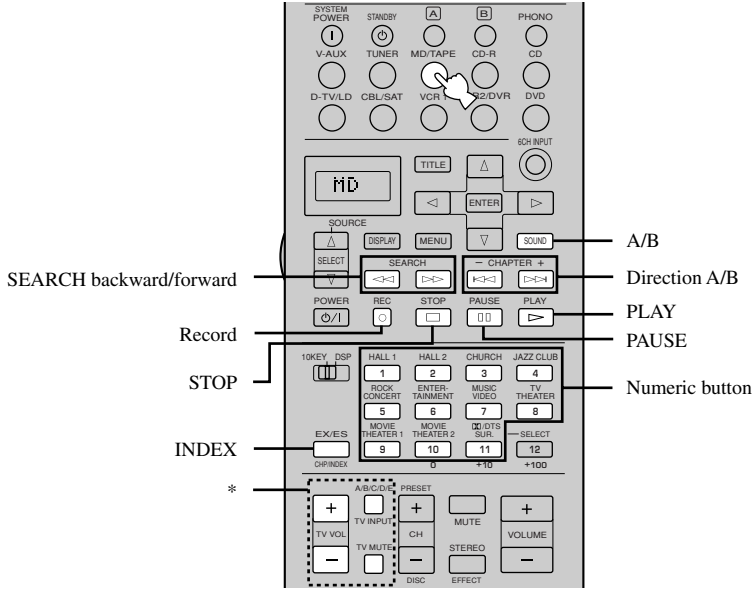 SYSTEM
POWER STANDBY A B PHONO
V-AUX TUNER MD/TAPE CD-R CD
D-TV/LD CBL/SAT VCR 1 2/DVR DVD
6CH INPUT
TITLE
MD
ENTER
SOURCE
DISPLAY MENU SOUND A/B
SELECT
SEARCH – CHAPTER +
SEARCH backward/forward Direction A/B
POWER REC STOP PAUSE PLAY PLAY
Record PAUSE
10KEY DSP HALL 1 HALL 2 CHURCH JAZZ CLUB
1 2 3 4
STOP Numeric button
ROCK CONCERT ENTER-TAINMENT MUSIC VIDEO TV THEATER
5 6 7 8
MOVIE THEATER 1 MOVIE THEATER 2 /DTS SUR. SELECT
EX/ES 9 10 11 12
INDEX
CHP/INDEX 0 +10 +100
*
A/B/C/D/E PRESET
+ + +
TV INPUT MUTE
TV VOL CH VOLUME
TV MUTE STEREO
– – –
DISC EFFECT